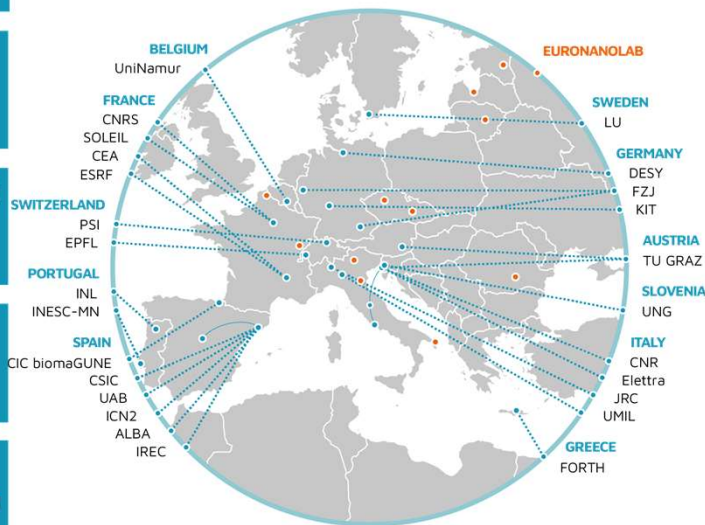 BELGIUM
UniNamur
FRANCE
CNRS
SOLEIL
CEA
ESRF
SWITZERLAND
PSI
EPFL
PORTUGAL
INL
INESC-MN
SPAIN
CIC biomaGUNE
CSIC
UAB
ICN2
ALBA
IREC
EURONANOLAB
SWEDEN
LU
GERMANY
DESY
FZJ
KIT
AUSTRIA
TU GRAZ
SLOVENIA
UNG
ITALY
CNR
Elettra
JRC
UMIL
GREECE
FORTH